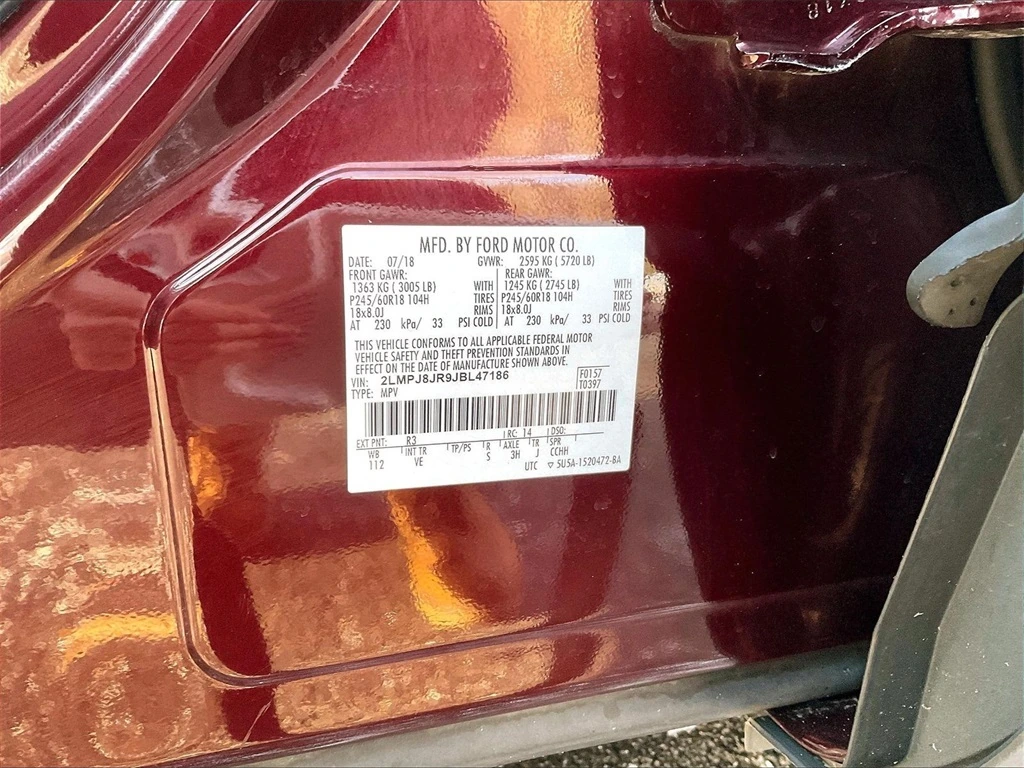 MFD. BY FORD MOTOR CO.
DATE: 07/18 GVWR: 2595 KG ( 5720 LB)
FRONT GAWR: REAR GAWR:
1363 KG ( 3005 LB) WITH 1245 KG ( 2745 LB) WITH
P245/60R18 104H TIRES P245/60R18 104H TIRES
18x8.0J RIMS 18x8.0J RIMS
AT 230 kPa/ 33 PSI COLD AT 230 kPa/ 33 PSI COLD
THIS VEHICLE CONFORMS TO ALL APPLICABLE FEDERAL MOTOR
VEHICLE SAFETY AND THEFT PREVENTION STANDARDS IN
EFFECT ON THE DATE OF MANUFACTURE SHOWN ABOVE.
VIN: 2LMPJ8JR9JBL47186 F0157
TYPE: MPV T0397
EXT PNT: R3 RC: 14 DSO:
WB INT TR TP/PS R AXLE TR SPR
112 VE S 3H J CCHH
UTC ▽ 5U5A-1520472-BA